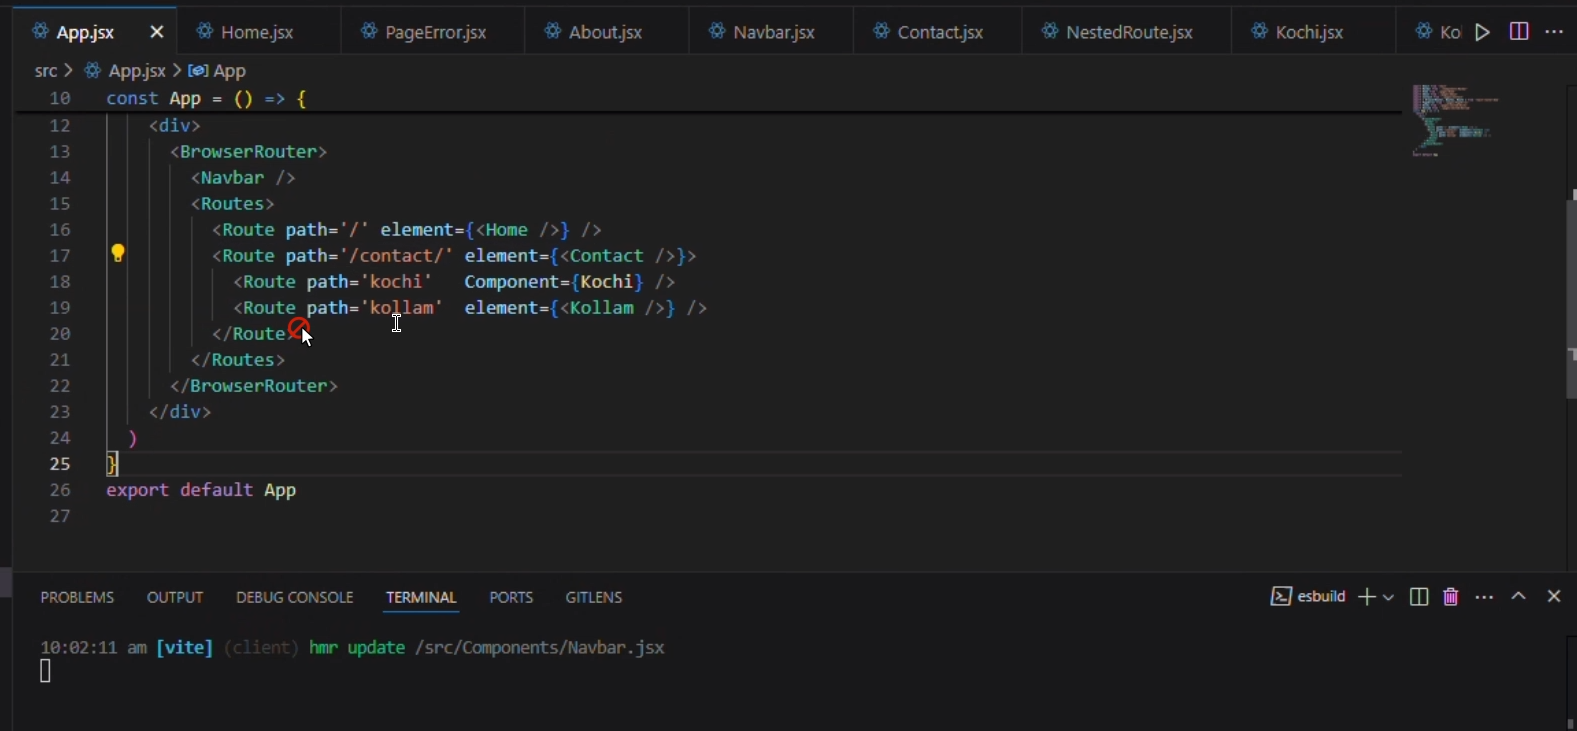 App.jsx Home.jsx PageError.jsx About.jsx Navbar.jsx Contact.jsx NestedRoute.jsx Kochi.jsx Kol
src > App.jsx > App
10 const App = () => {
12 <div>
13 <BrowserRouter>
14 <Navbar />
15 <Routes>
16 <Route path='/' element={<Home />} />
17 <Route path='/contact/' element={<Contact />}>
18 <Route path='kochi' Component={Kochi} />
19 <Route path='kollam' element={<Kollam />} />
20 </Route>
21 </Routes>
22 </BrowserRouter>
23 </div>
24 )
25 }
26 export default App
27
PROBLEMS OUTPUT DEBUG CONSOLE TERMINAL PORTS GITLENS esbuild
10:02:11 am [vite] (client) hmr update /src/Components/Navbar.jsx